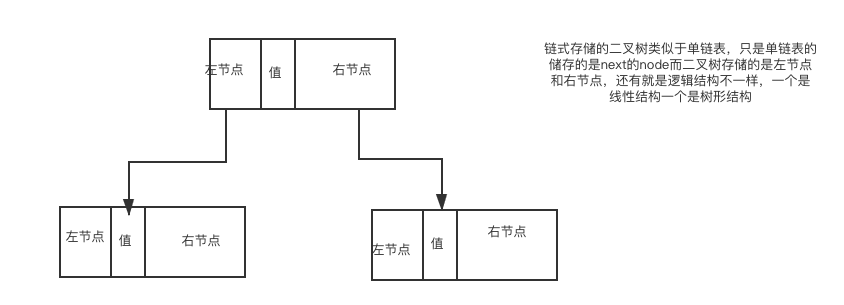 左节点 值 右节点
链式存储的二叉树类似于单链表，只是单链表的
储存的是next的node而二叉树存储的是左节点
和右节点，还有就是逻辑结构不一样，一个是
线性结构一个是树形结构
左节点 值 右节点
左节点 值 右节点